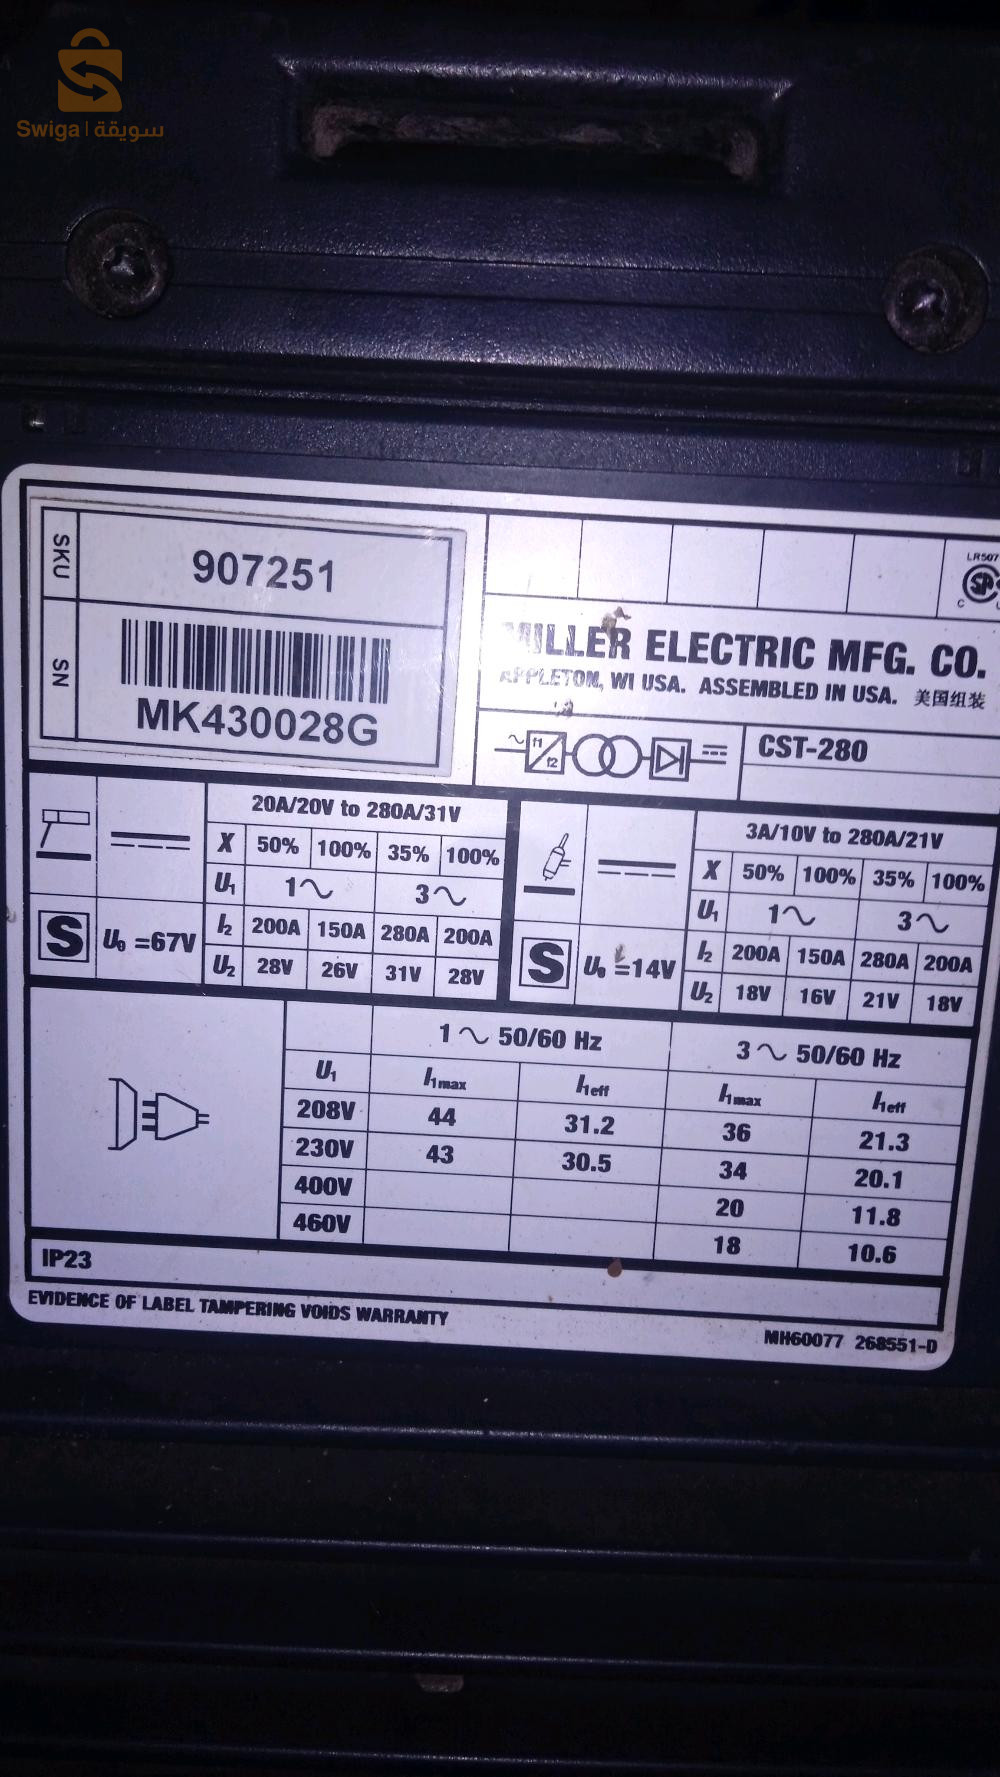 Swiga | سويقة
SKU 907251
SN MK430028G
LR507
SP
C
MILLER ELECTRIC MFG. CO.
APPLETON, WI USA. ASSEMBLED IN USA. 美国组装
f1
f2
CST-280
20A/20V to 280A/31V
X 50% 100% 35% 100%
U1 1~ 3~
I2 200A 150A 280A 200A
U2 28V 26V 31V 28V
S U0 =67V
3A/10V to 280A/21V
X 50% 100% 35% 100%
U1 1~ 3~
I2 200A 150A 280A 200A
U2 18V 16V 21V 18V
S U0 =14V
1~ 50/60 Hz 3~ 50/60 Hz
U1 I1max I1eff I1max I1eff
208V 44 31.2 36 21.3
230V 43 30.5 34 20.1
400V 20 11.8
460V 18 10.6
IP23
EVIDENCE OF LABEL TAMPERING VOIDS WARRANTY
MH60077 268551-D